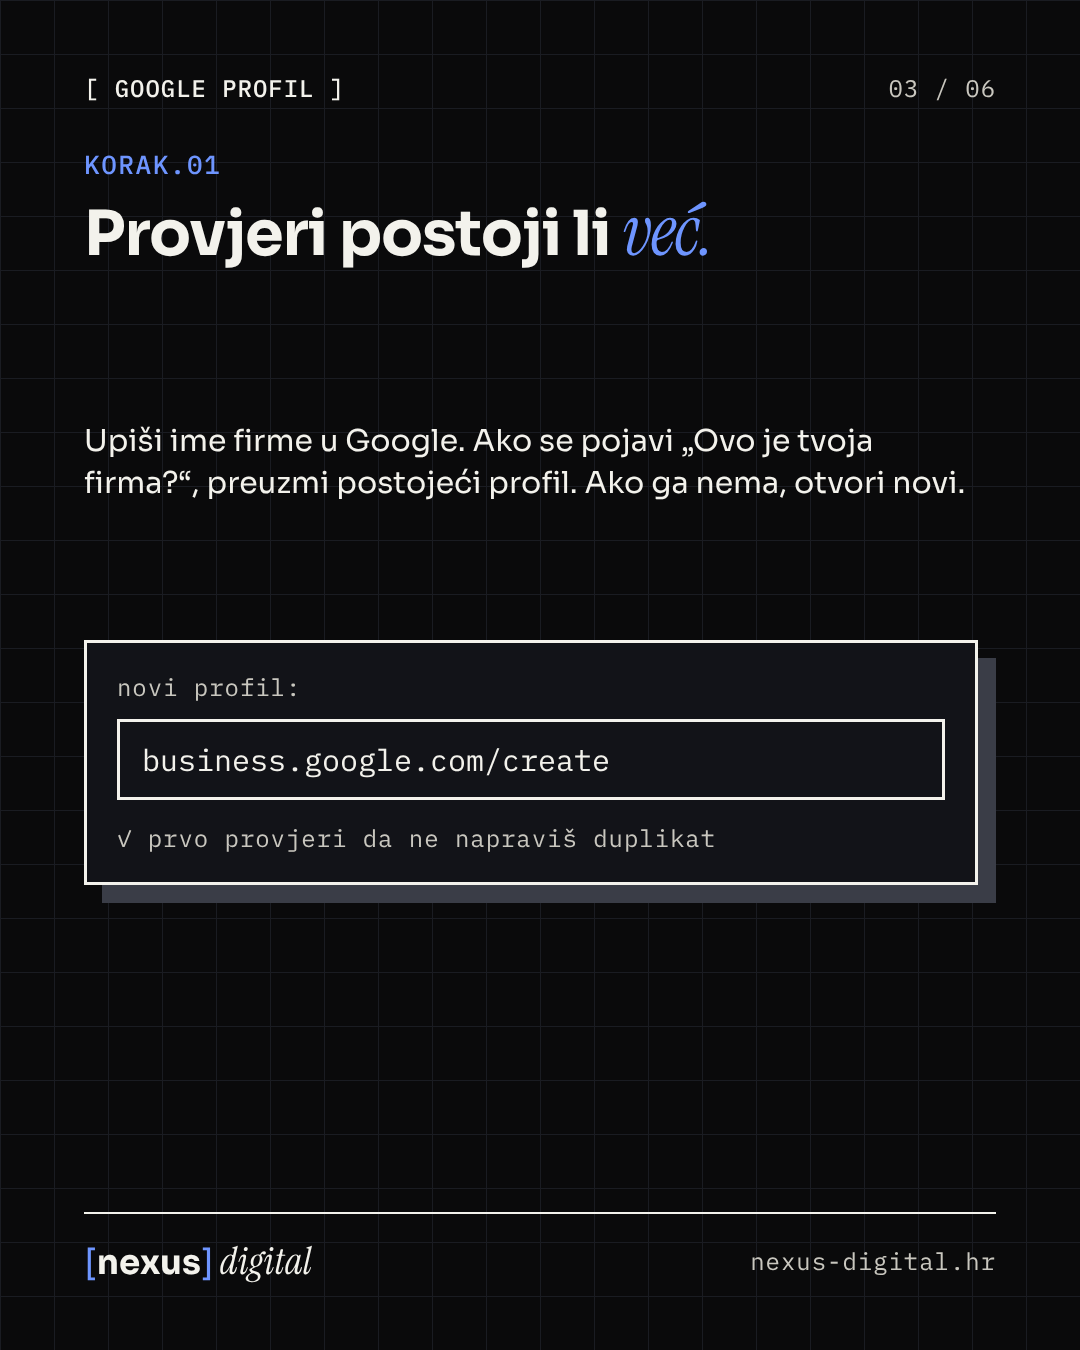 [ GOOGLE PROFIL ]
03 / 06
KORAK.01
Provjeri postoji li već.
Upiši ime firme u Google. Ako se pojavi „Ovo je tvoja
firma?“, preuzmi postojeći profil. Ako ga nema, otvori novi.
novi profil:
business.google.com/create
√ prvo provjeri da ne napraviš duplikat
[nexus] digital
nexus-digital.hr